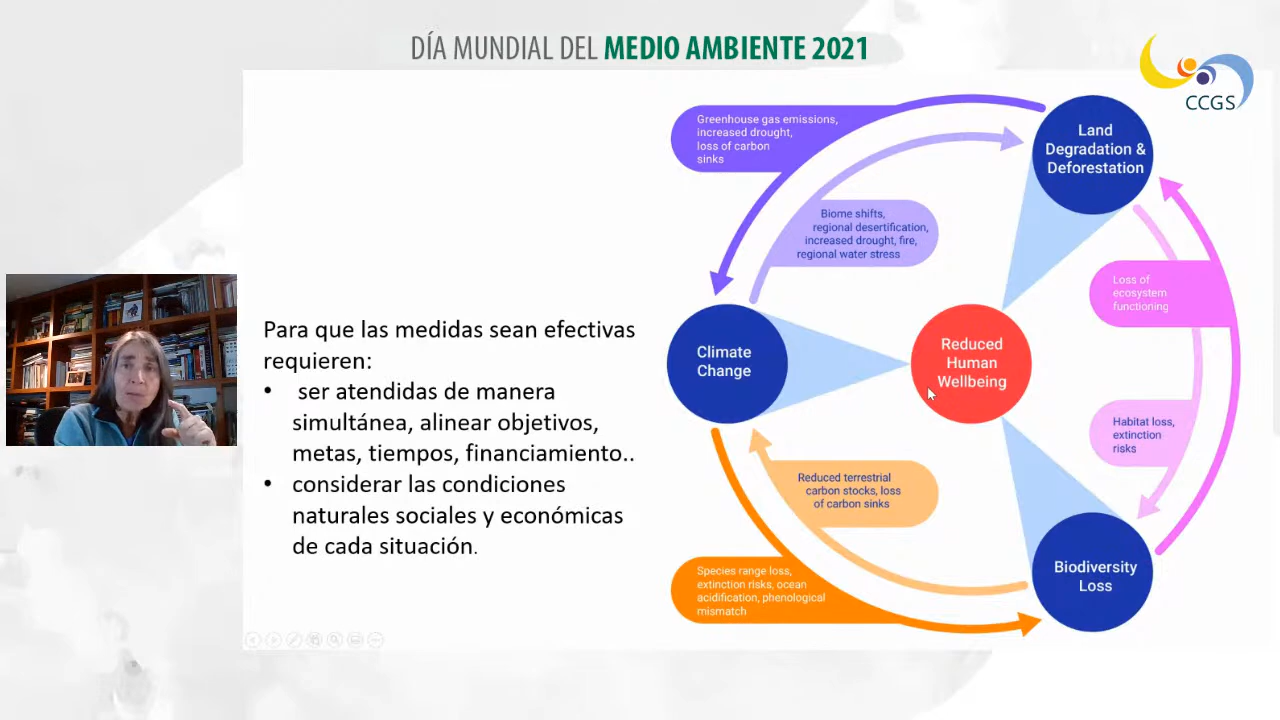 DÍA MUNDIAL DEL MEDIO AMBIENTE 2021
CCGS
Para que las medidas sean efectivas
requieren:
• ser atendidas de manera
simultánea, alinear objetivos,
metas, tiempos, financiamiento..
• considerar las condiciones
naturales sociales y económicas
de cada situación.
Greenhouse gas emissions,
increased drought,
loss of carbon
sinks
Land
Degradation &
Deforestation
Biome shifts,
regional desertification,
increased drought, fire,
regional water stress
Loss of
ecosystem
functioning
Climate
Change
Reduced
Human
Wellbeing
Habitat loss,
extinction
risks
Reduced terrestrial
carbon stocks, loss
of carbon sinks
Species range loss,
extinction risks, ocean
acidification, phenological
mismatch
Biodiversity
Loss